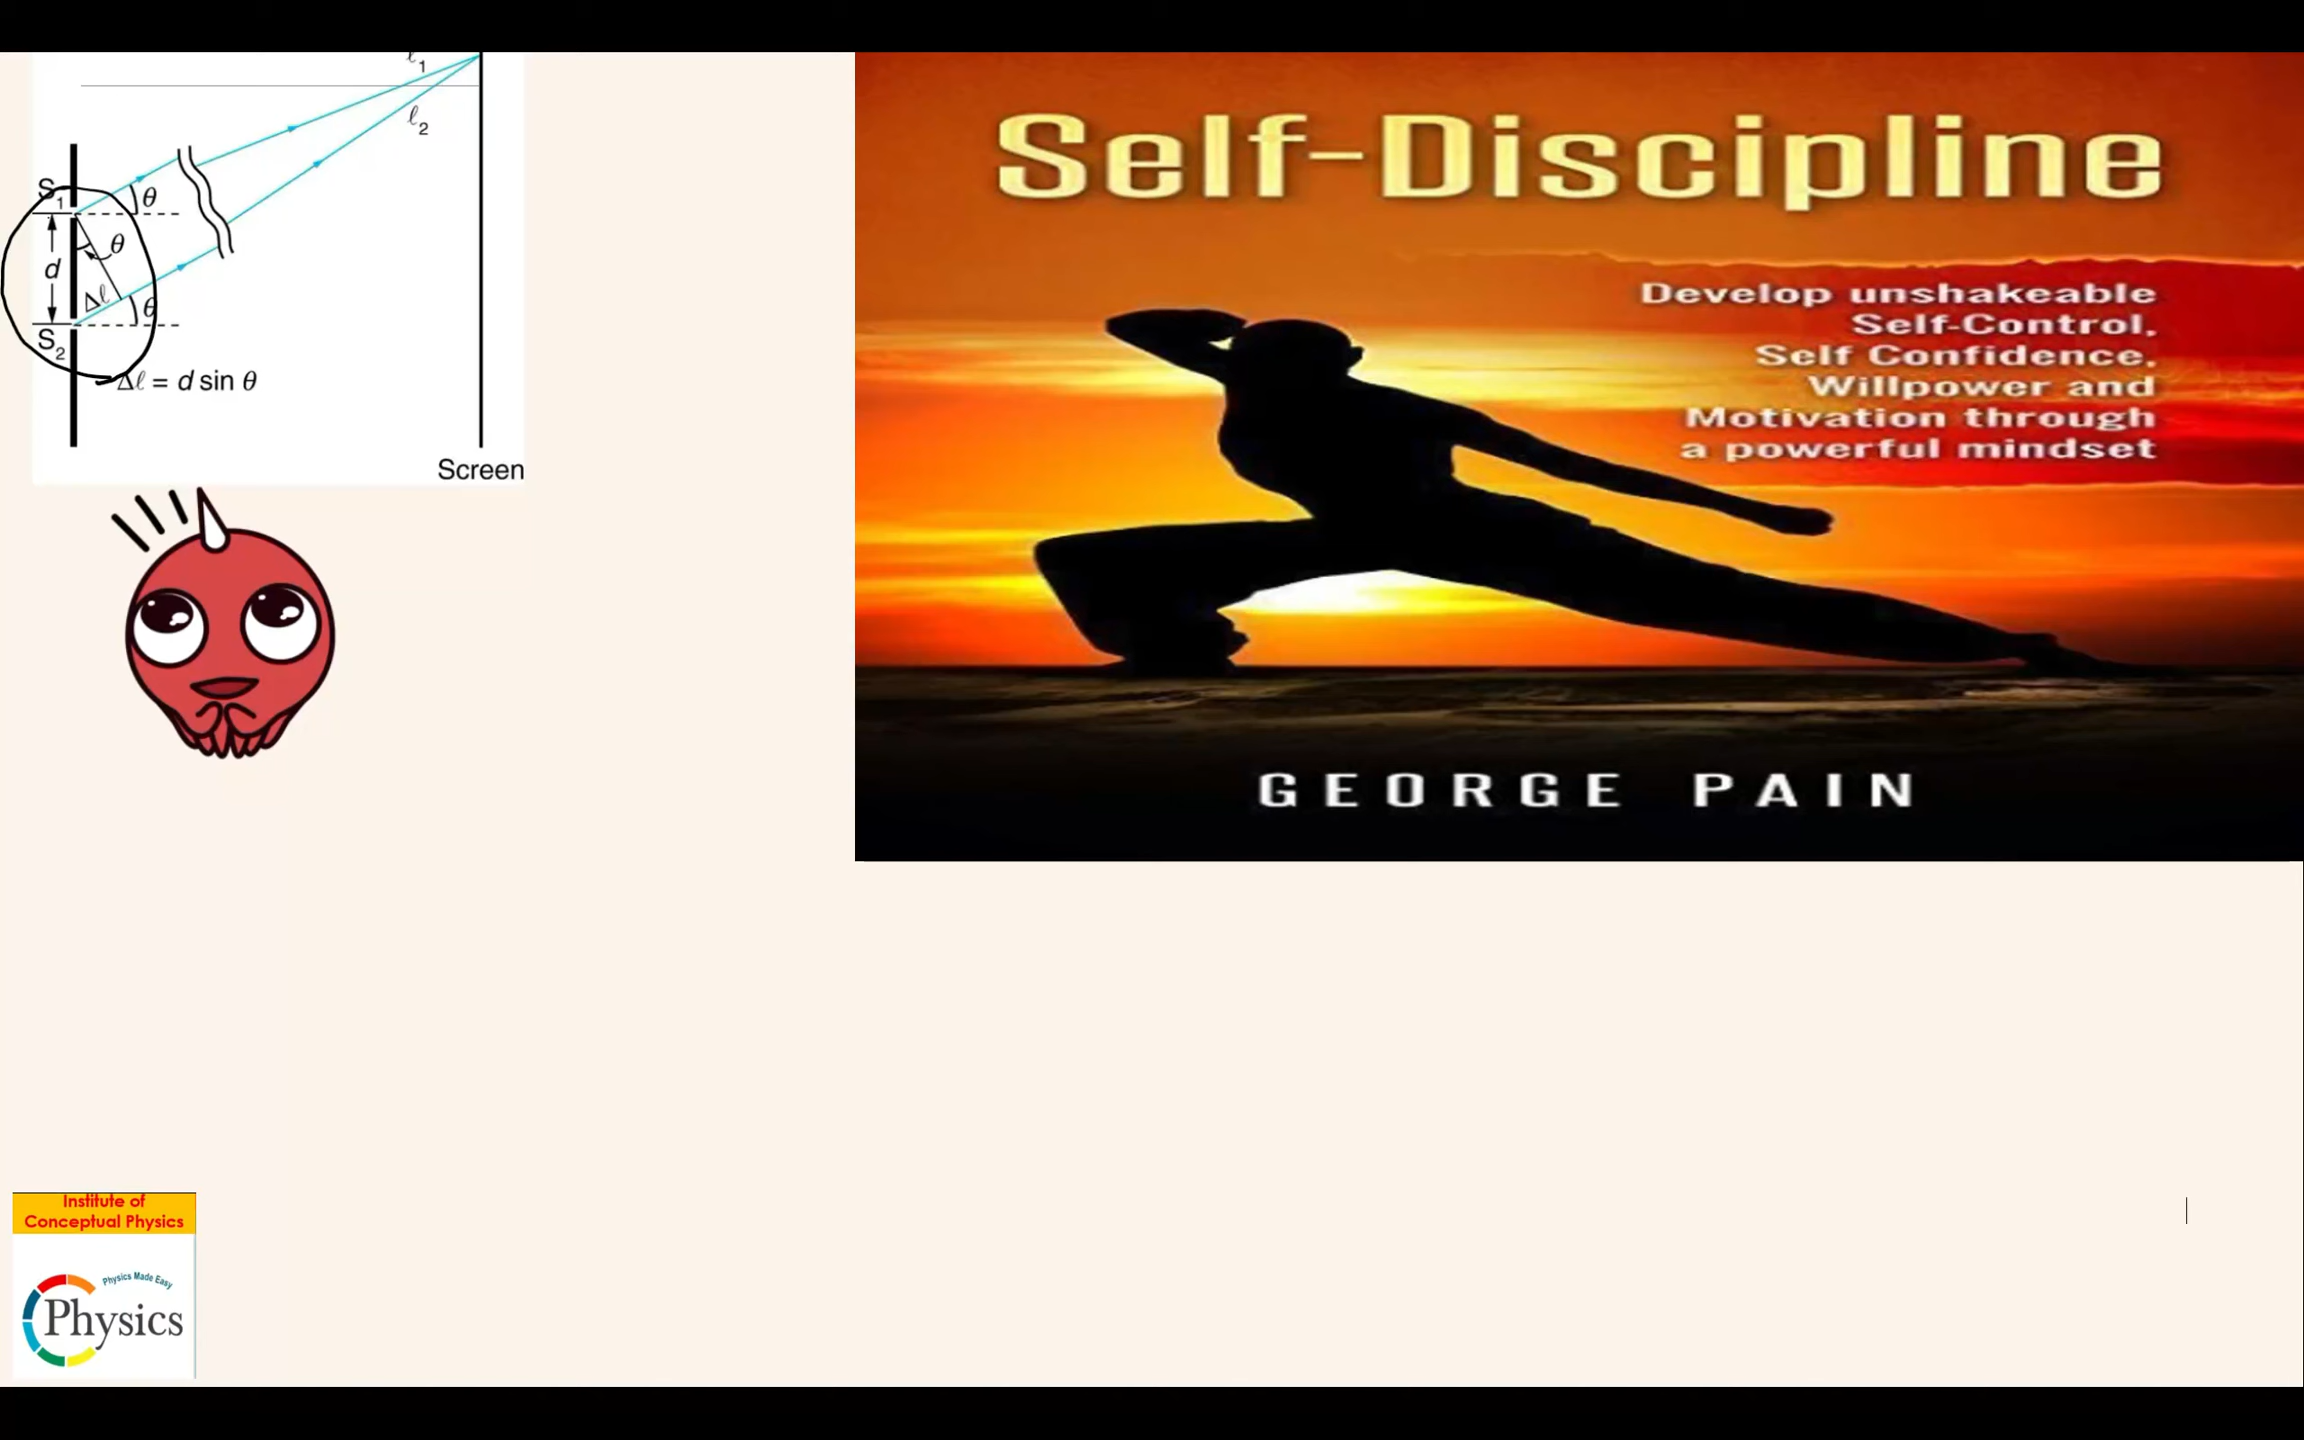 ℓ1
ℓ2
S1
θ
θ
d
Δℓ
θ
S2
Δℓ = d sin θ
Screen
Self-Discipline
Develop unshakeable
Self-Control,
Self Confidence,
Willpower and
Motivation through
a powerful mindset
GEORGE PAIN
Institute of
Conceptual Physics
Physics Made Easy
Physics